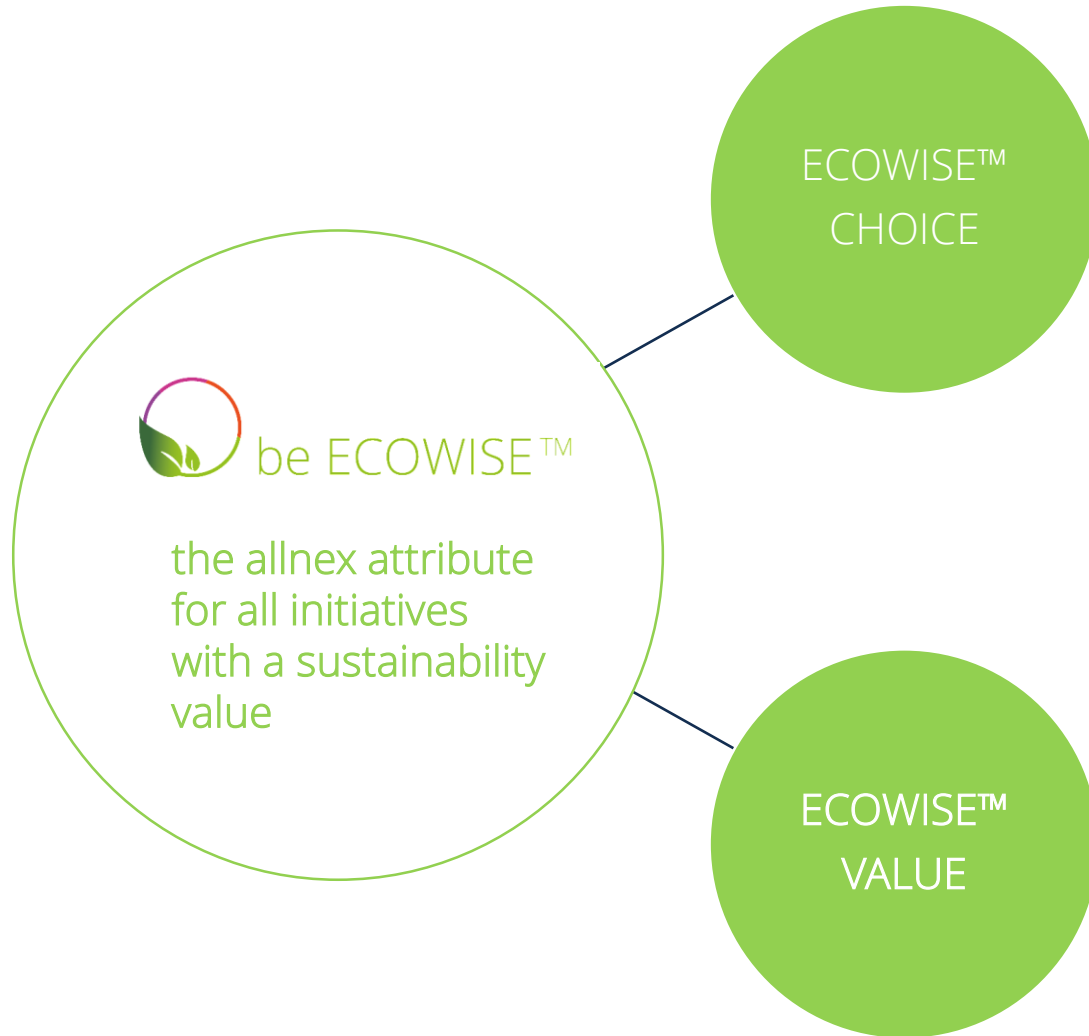 be ECOWISE™
the allnex attribute
for all initiatives
with a sustainability
value
ECOWISE™
CHOICE
ECOWISE™
VALUE